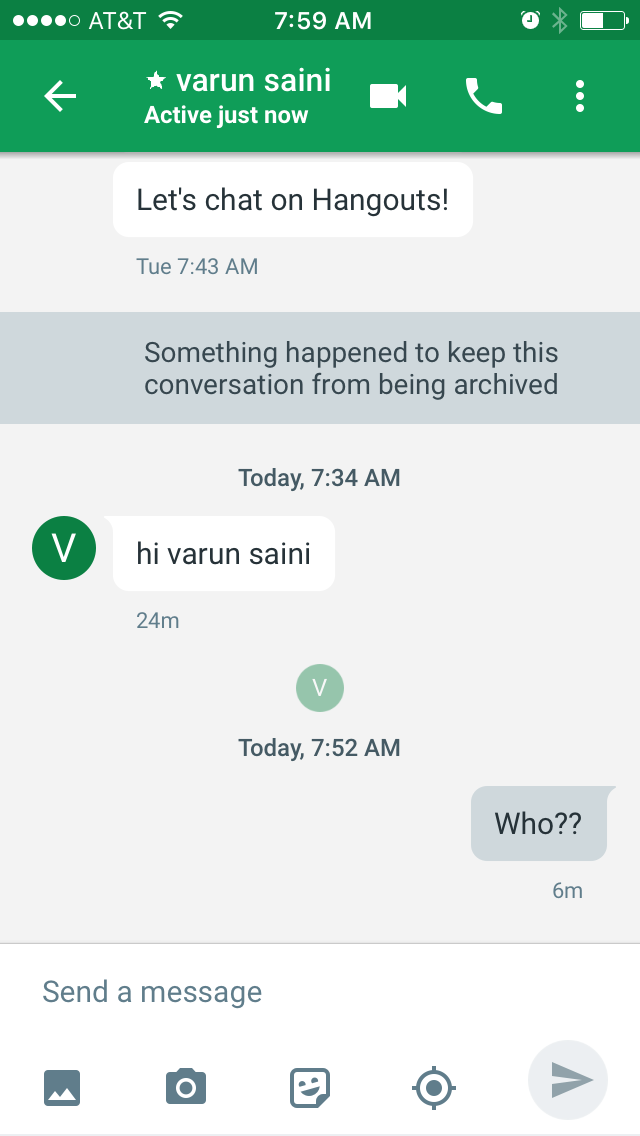 AT&T 7:59 AM
varun saini
Active just now
Let's chat on Hangouts!
Tue 7:43 AM
Something happened to keep this
conversation from being archived
Today, 7:34 AM
V
hi varun saini
24m
V
Today, 7:52 AM
Who??
6m
Send a message